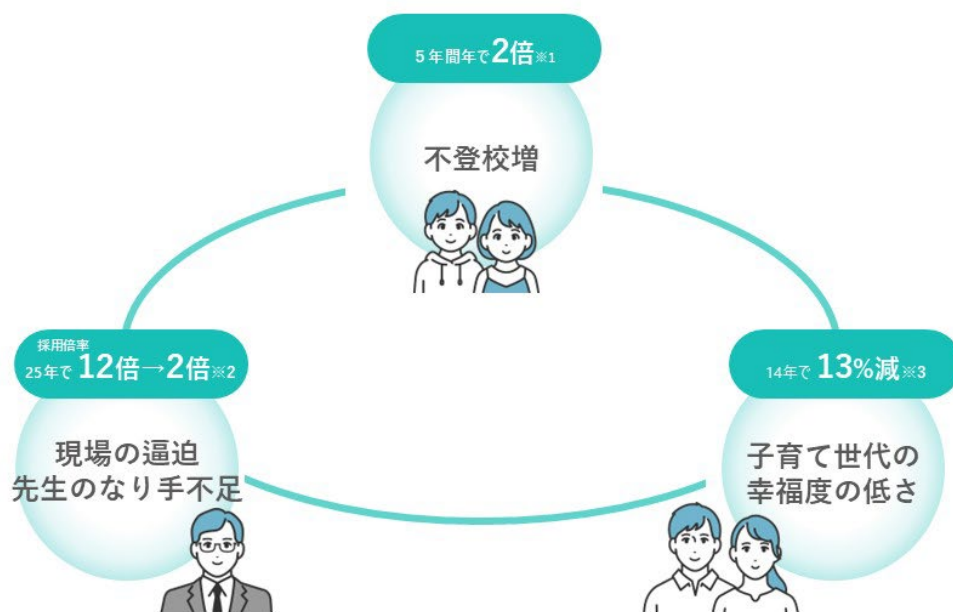 5年間年で2倍※1
不登校増
採用倍率
25年で 12倍→2倍※2
現場の逼迫
先生のなり手不足
14年で 13%減※3
子育て世代の
幸福度の低さ